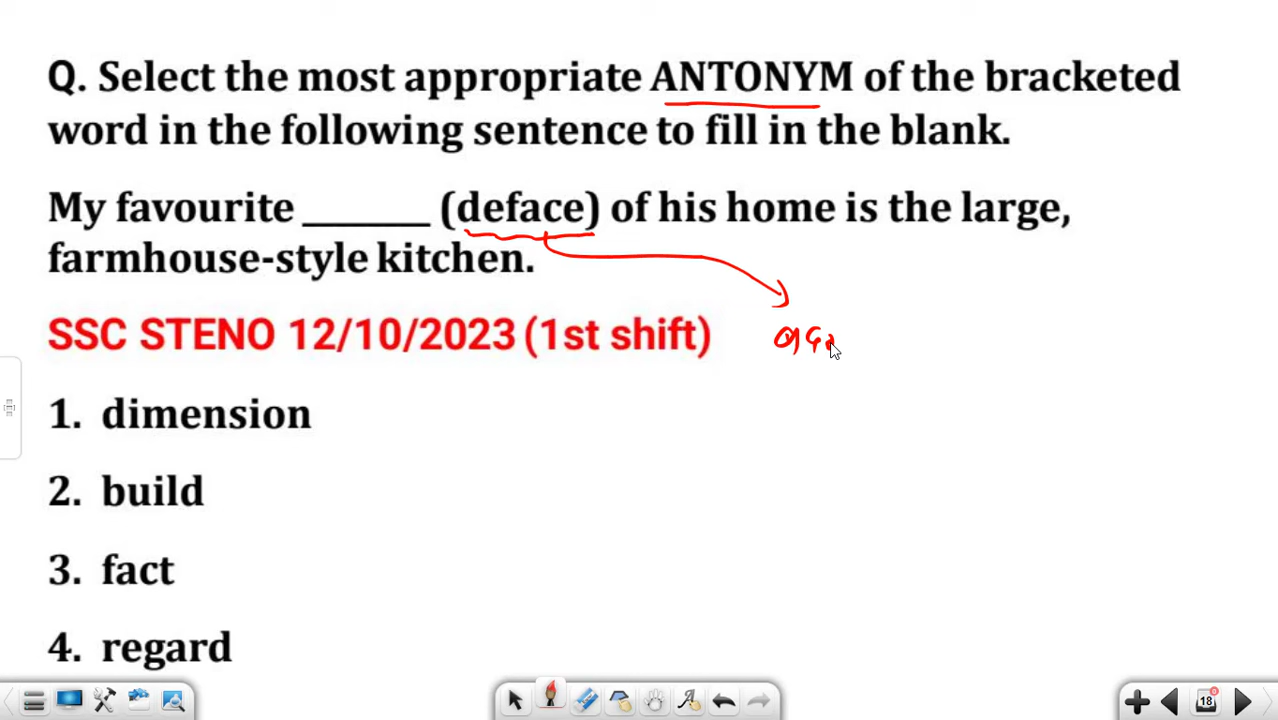 Q. Select the most appropriate ANTONYM of the bracketed
word in the following sentence to fill in the blank.
My favourite _______ (deface) of his home is the large,
farmhouse-style kitchen.
SSC STENO 12/10/2023 (1st shift)
1. dimension
2. build
3. fact
4. regard
18